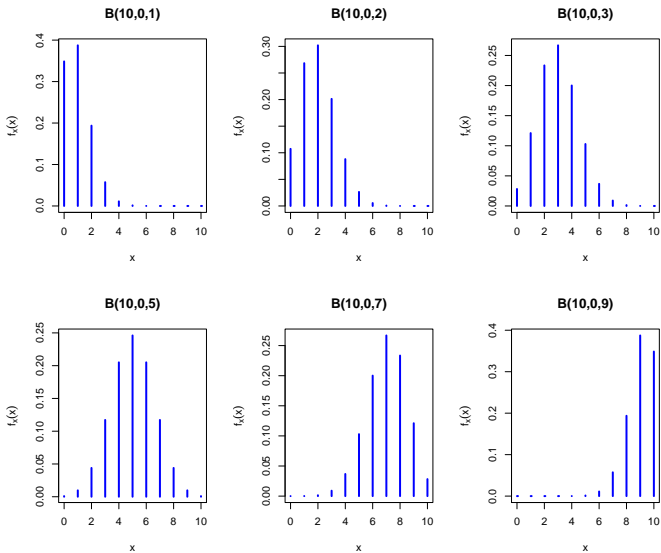 B(10,0,1)
B(10,0,2)
B(10,0,3)
fx(x)
0.0 0.1 0.2 0.3 0.4
0 2 4 6 8 10
x
fx(x)
0.00 0.10 0.20 0.30
0 2 4 6 8 10
x
fx(x)
0.00 0.05 0.10 0.15 0.20 0.25
0 2 4 6 8 10
x
B(10,0,5)
B(10,0,7)
B(10,0,9)
fx(x)
0.00 0.05 0.10 0.15 0.20 0.25
0 2 4 6 8 10
x
fx(x)
0.00 0.05 0.10 0.15 0.20 0.25
0 2 4 6 8 10
x
fx(x)
0.0 0.1 0.2 0.3 0.4
0 2 4 6 8 10
x